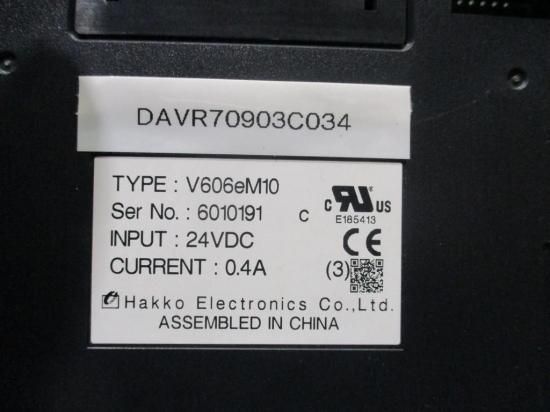 DAVR70903C034
TYPE : V606eM10
Ser No. : 6010191 C
INPUT : 24VDC
CURRENT : 0.4A (3)
c RU US
E185413
CE
Hakko Electronics Co.,Ltd.
ASSEMBLED IN CHINA